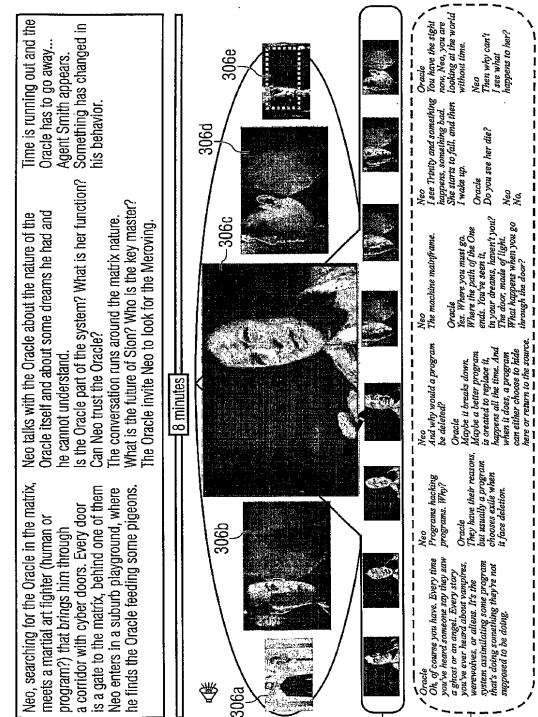 Neo, searching for the Oracle in the matrix,
meets a martial art fighter (human or
program?) that brings him through
a corridor with cyber doors. Every door
is a gate to the matrix, behind one of them
Neo enters in a suburb playground, where
he finds the Oracle feeding some pigeons.
Neo talks with the Oracle about the nature of the
Oracle itself and about some dreams he had and
he cannot understand.
Is the Oracle part of the system? What is her function?
Can Neo trust the Oracle?
The conversation runs around the matrix nature.
What is the future of Sion? Who is the key master?
The Oracle invite Neo to look for the Meroving.
Time is running out and the
Oracle has to go away...
Agent Smith appears.
Something has changed in
his behavior.
8 minutes
306a
306b
306c
306d
306e
Oracle
Oh, of course you have. Every time
you've heard someone say they saw
a ghost or an angel. Every story
you've ever heard about vampires,
werewolves, or aliens. It's the
system assimilating some program
that's doing something they're not
supposed to be doing.
Neo
Programs hacking
programs. Why?
Oracle
They have their reasons,
but usually a program
chooses exile when
it face deletion.
Neo
And why would a program
be deleted?
Oracle
Maybe it breaks down.
Maybe a better program
is created to replace it,
happens all the time. And
when it does, a program
can either choose to hide
here or return to the source.
Neo
The machine mainframe.
Oracle
Yes. Where you must go.
Where the path of the One
ends. You've seen it,
in your dreams, haven't you?
The door, made of light.
What happens when you go
through the door?
Neo
I see Trinity and something
happens, something bad.
She starts to fall, and then
I wake up.
Oracle
Do you see her die?
Neo
No.
Oracle
You have the sight
now, Neo, you are
looking at the world
without time.
Neo
Then why can't
I see what
happens to her?